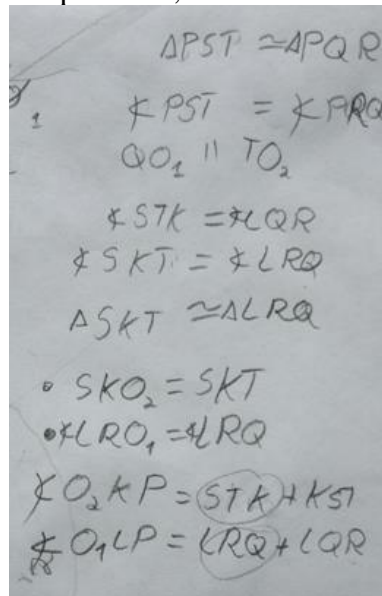 ΔPST ≃ ΔPQR
1
∡PST = ∡PRQ
QO₁ || TO₂
∡STK = ∡LQR
∡SKT = ∡LRQ
ΔSKT ≃ ΔLRQ
• SKO₂ = SKT
• ∡LRO₁ = ∡LRQ
∡O₂KP = STK + KST
∡O₁LP = LRQ + LQR